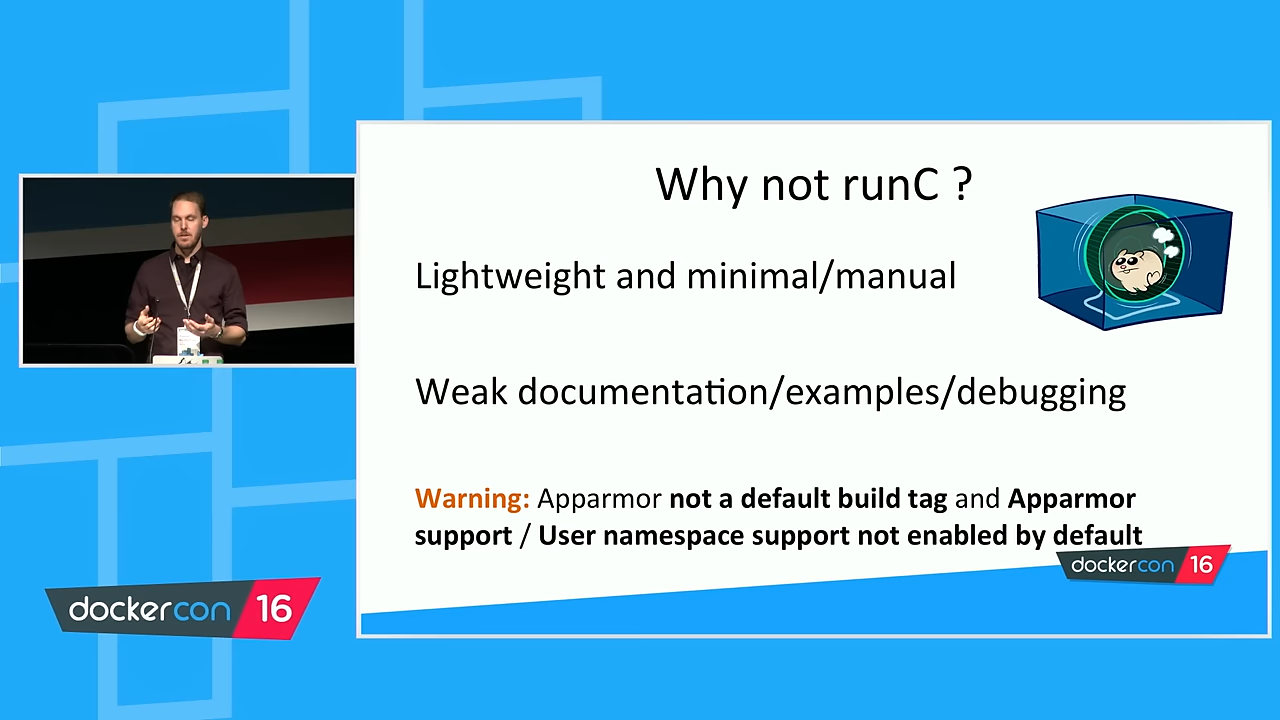 Why not runC ?
Lightweight and minimal/manual
Weak documentation/examples/debugging
Warning: Apparmor not a default build tag and Apparmor
support / User namespace support not enabled by default
dockercon 16
dockercon 16